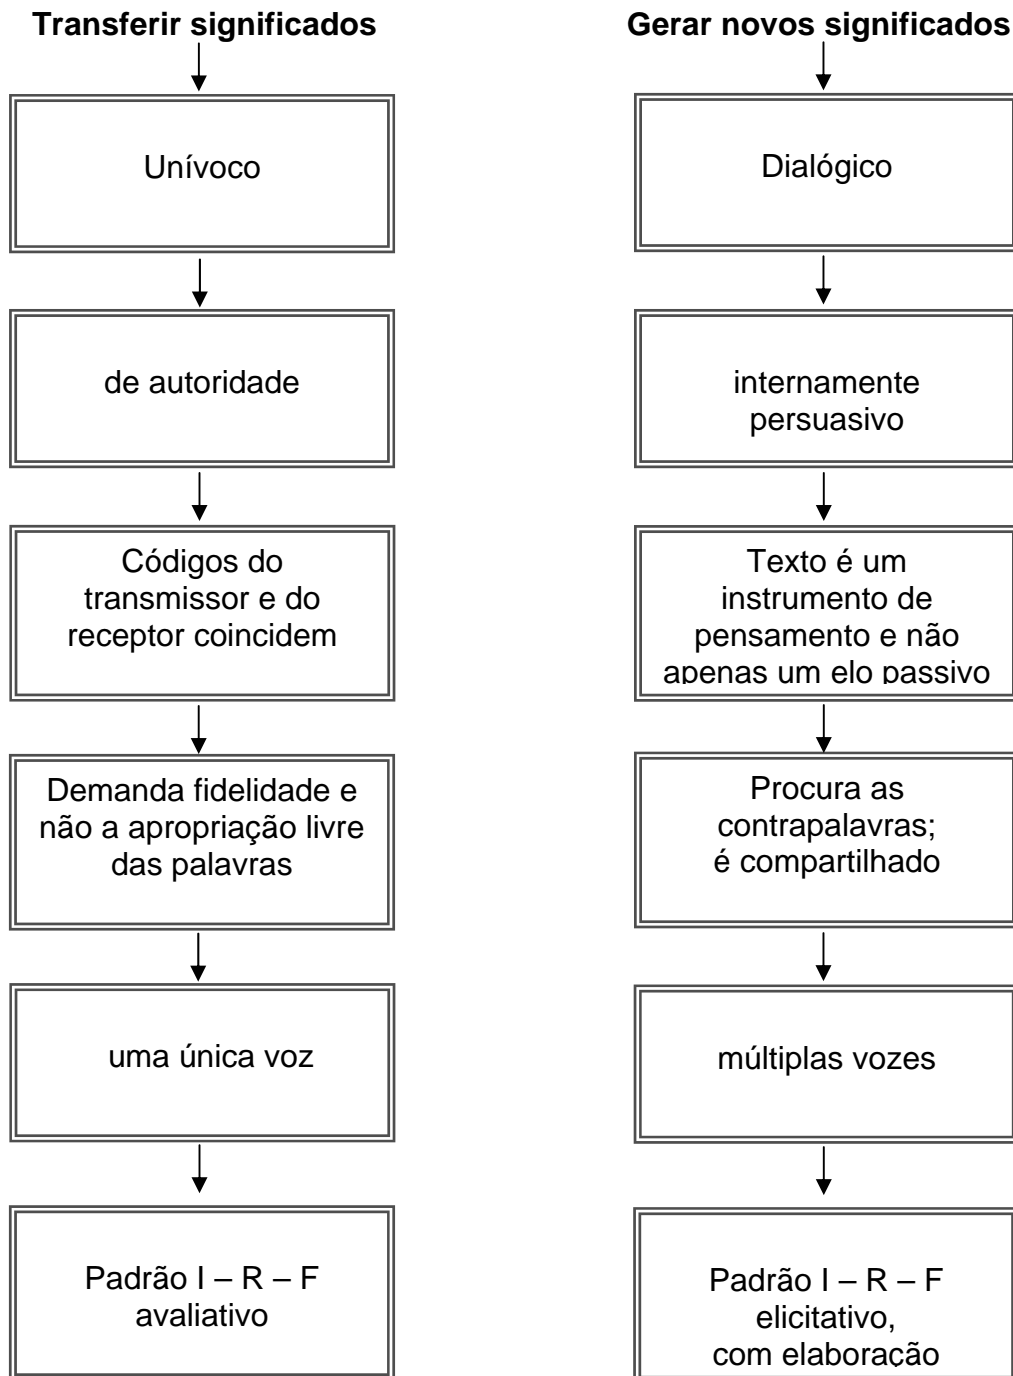 Transferir significados
Unívoco
de autoridade
Códigos do
transmissor e do
receptor coincidem
Demanda fidelidade e
não a apropriação livre
das palavras
uma única voz
Padrão I – R – F
avaliativo
Gerar novos significados
Dialógico
internamente
persuasivo
Texto é um
instrumento de
pensamento e não
apenas um elo passivo
Procura as
contrapalavras;
é compartilhado
múltiplas vozes
Padrão I – R – F
elicitativo,
com elaboração